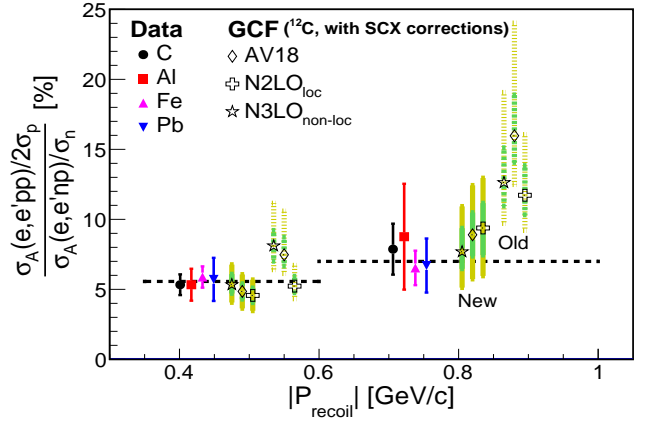 Data
C
Al
Fe
Pb
GCF (¹²C, with SCX corrections)
AV18
N2LO_loc
N3LO_non-loc
σ_A(e,e'pp)/2σ_p
σ_A(e,e'np)/σ_n
[%]
25
20
15
10
5
0
Old
New
0.4
0.6
0.8
1
|P_recoil| [GeV/c]